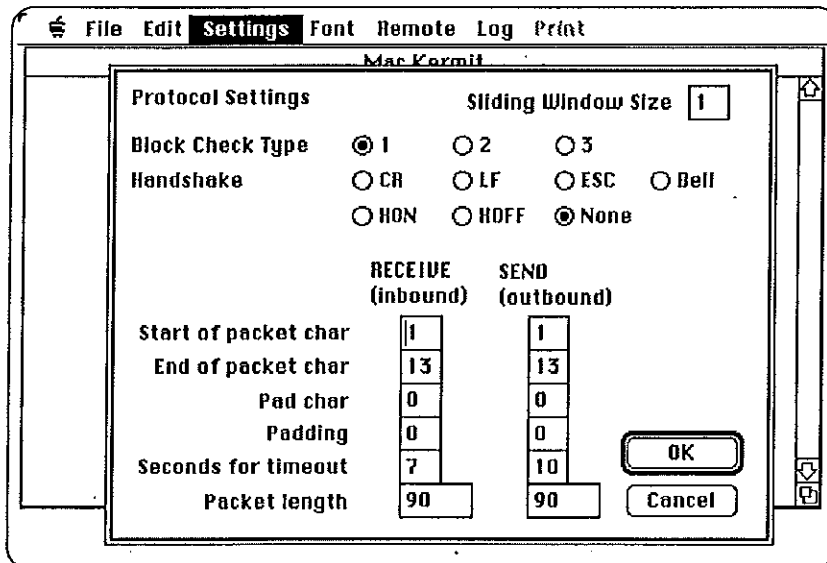 File Edit Settings Font Remote Log Print
Mac Kermit
Protocol Settings Sliding Window Size 1
Block Check Type 1 2 3
Handshake CR LF ESC Bell
XON XOFF None
RECEIVE SEND
(inbound) (outbound)
Start of packet char 1 1
End of packet char 13 13
Pad char 0 0
Padding 0 0
Seconds for timeout 7 10
Packet length 90 90
OK
Cancel